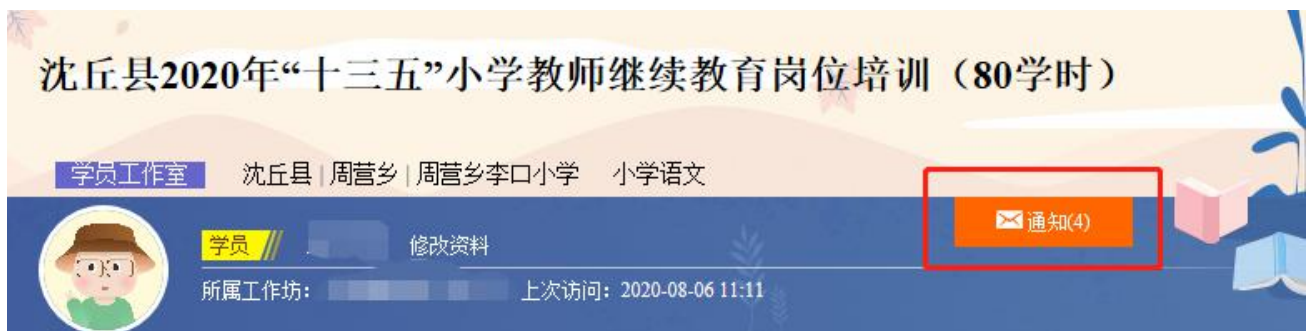 沈丘县2020年“十三五”小学教师继续教育岗位培训（80学时）
学员工作室 沈丘县 | 周营乡 | 周营乡李口小学 小学语文
通知(4)
学员 // 修改资料
所属工作坊： 上次访问：2020-08-06 11:11